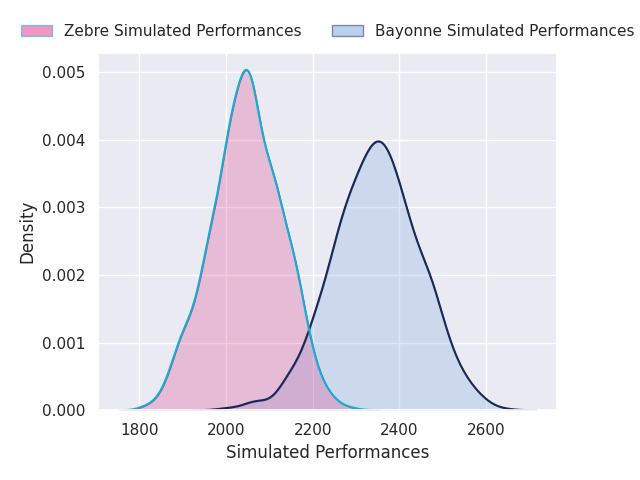 Zebre Simulated Performances Bayonne Simulated Performances
0.005
0.004
0.003
0.002
0.001
0.000
Density
1800 2000 2200 2400 2600
Simulated Performances